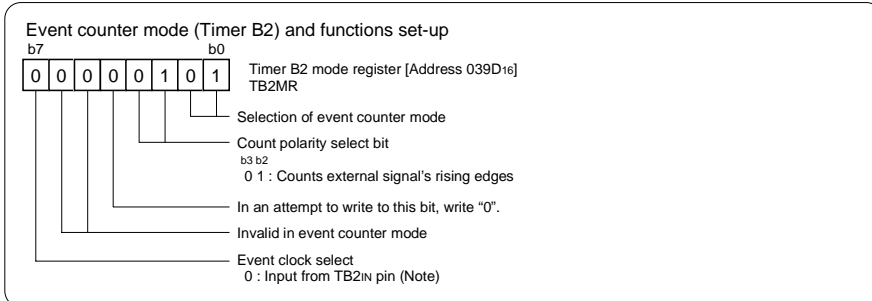 Event counter mode (Timer B2) and functions set-up
b7 b0
0 0 0 0 0 1 0 1
Timer B2 mode register [Address 039D16]
TB2MR
Selection of event counter mode
Count polarity select bit
b3 b2
0 1 : Counts external signal’s rising edges
In an attempt to write to this bit, write “0”.
Invalid in event counter mode
Event clock select
0 : Input from TB2IN pin (Note)